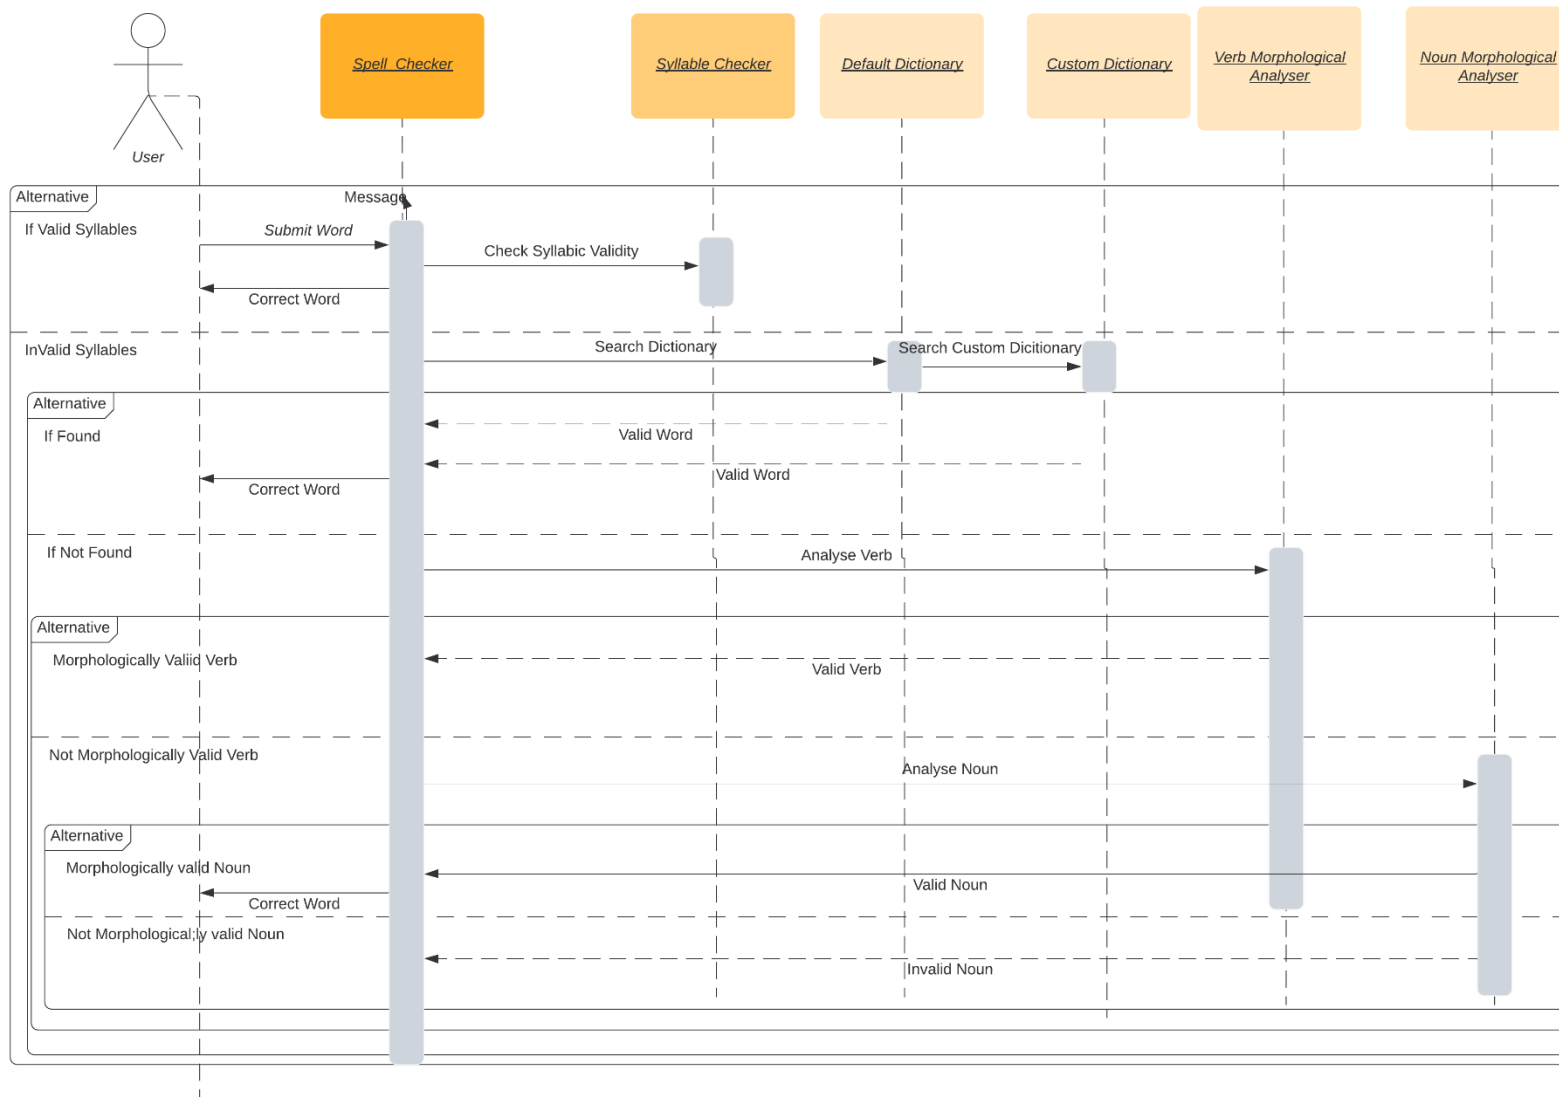 Spell Checker
Syllable Checker
Default Dictionary
Custom Dictionary
Verb Morphological
Analyser
Noun Morphological
Analyser
User
Alternative
Message
If Valid Syllables
Submit Word
Check Syllabic Validity
Correct Word
InValid Syllables
Search Dictionary
Search Custom Dicitionary
Alternative
If Found
Valid Word
Valid Word
Correct Word
If Not Found
Analyse Verb
Alternative
Morphologically Valiid Verb
Valid Verb
Not Morphologically Valid Verb
Analyse Noun
Alternative
Morphologically valid Noun
Valid Noun
Correct Word
Not Morphological;ly valid Noun
Invalid Noun